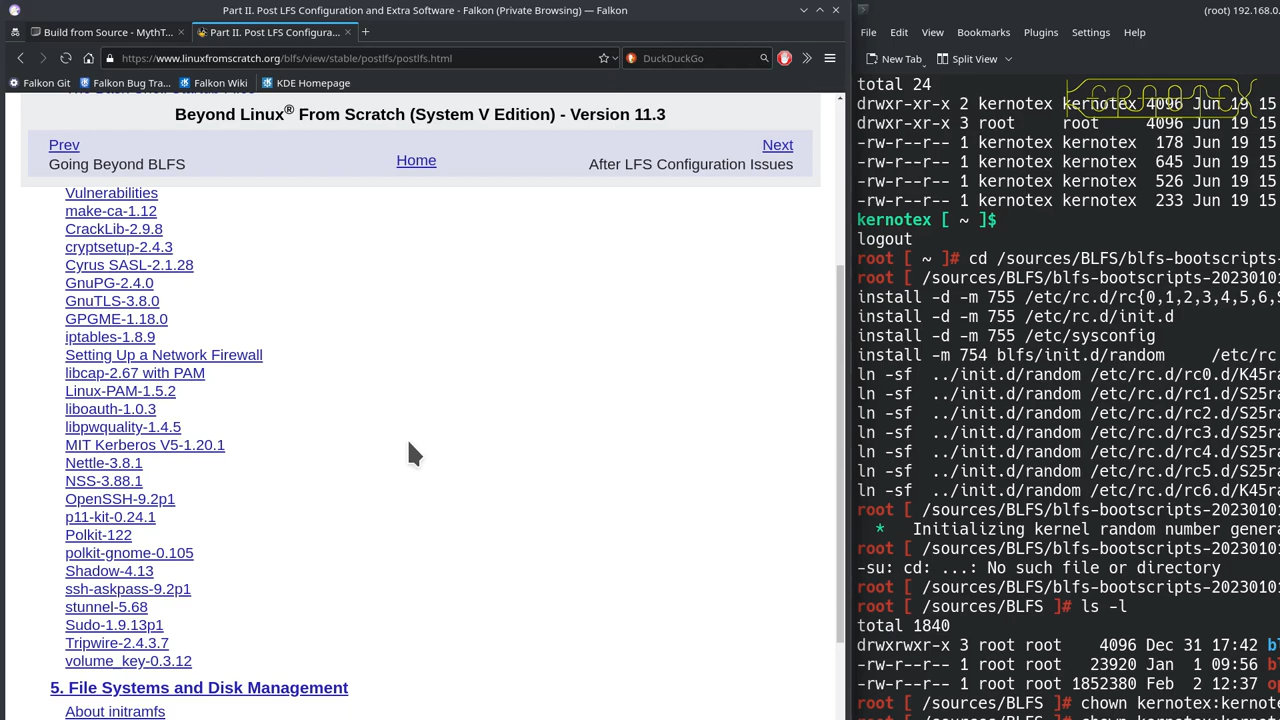 Part II. Post LFS Configuration and Extra Software - Falkon (Private Browsing) — Falkon
Build from Source - MythT...
Part II. Post LFS Configura...
https://www.linuxfromscratch.org/blfs/view/stable/postlfs/postlfs.html
DuckDuckGo
Falkon Git
Falkon Bug Tra...
Falkon Wiki
KDE Homepage
Beyond Linux® From Scratch (System V Edition) - Version 11.3
Prev
Going Beyond BLFS
Home
Next
After LFS Configuration Issues
Vulnerabilities
make-ca-1.12
CrackLib-2.9.8
cryptsetup-2.4.3
Cyrus SASL-2.1.28
GnuPG-2.4.0
GnuTLS-3.8.0
GPGME-1.18.0
iptables-1.8.9
Setting Up a Network Firewall
libcap-2.67 with PAM
Linux-PAM-1.5.2
liboauth-1.0.3
libpwquality-1.4.5
MIT Kerberos V5-1.20.1
Nettle-3.8.1
NSS-3.88.1
OpenSSH-9.2p1
p11-kit-0.24.1
Polkit-122
polkit-gnome-0.105
Shadow-4.13
ssh-askpass-9.2p1
stunnel-5.68
Sudo-1.9.13p1
Tripwire-2.4.3.7
volume_key-0.3.12
5. File Systems and Disk Management
About initramfs
(root) 192.168.0.
File Edit View Bookmarks Plugins Settings Help
New Tab
Split View
total 24
drwxr-xr-x 2 kernotex kernotex 4096 Jun 19 15
drwxr-xr-x 3 root     root     4096 Jun 19 15
-rw-r--r-- 1 kernotex kernotex  178 Jun 19 15
-rw-r--r-- 1 kernotex kernotex  645 Jun 19 15
-rw-r--r-- 1 kernotex kernotex  526 Jun 19 15
-rw-r--r-- 1 kernotex kernotex  233 Jun 19 15
kernotex [ ~ ]$
logout
root [ ~ ]# cd /sources/BLFS/blfs-bootscripts-
root [ /sources/BLFS/blfs-bootscripts-2023010
install -d -m 755 /etc/rc.d/rc{0,1,2,3,4,5,6,S
install -d -m 755 /etc/rc.d/init.d
install -d -m 755 /etc/sysconfig
install -m 754 blfs/init.d/random     /etc/rc
ln -sf  ../init.d/random /etc/rc.d/rc0.d/K45ra
ln -sf  ../init.d/random /etc/rc.d/rc1.d/S25ra
ln -sf  ../init.d/random /etc/rc.d/rc2.d/S25ra
ln -sf  ../init.d/random /etc/rc.d/rc3.d/S25ra
ln -sf  ../init.d/random /etc/rc.d/rc4.d/S25ra
ln -sf  ../init.d/random /etc/rc.d/rc5.d/S25ra
ln -sf  ../init.d/random /etc/rc.d/rc6.d/K45ra
root [ /sources/BLFS/blfs-bootscripts-2023010
* Initializing kernel random number genera
root [ /sources/BLFS/blfs-bootscripts-2023010
-su: cd: ...: No such file or directory
root [ /sources/BLFS/blfs-bootscripts-2023010
root [ /sources/BLFS ]# ls -l
total 1840
drwxrwxr-x 3 root root    4096 Dec 31 17:42 b
-rw-r--r-- 1 root root   23920 Jan  1 09:56 b
-rw-r--r-- 1 root root 1852380 Feb  2 12:37 op
root [ /sources/BLFS ]# chown kernotex:kernote